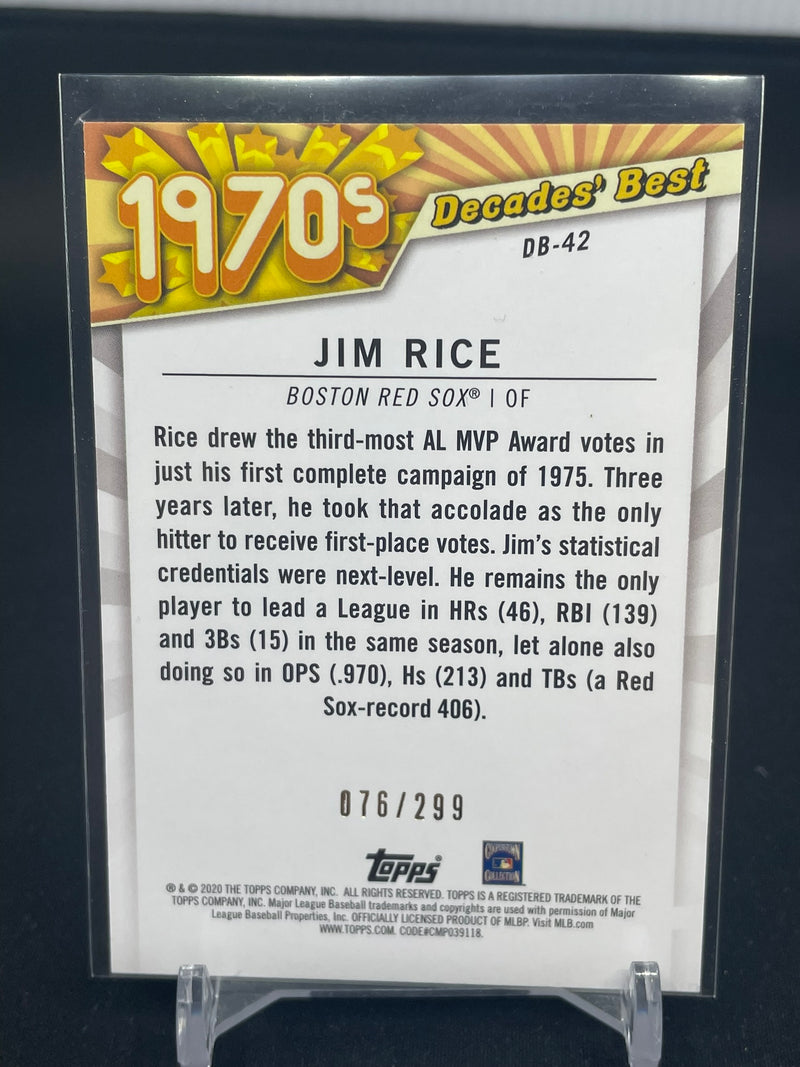 1970s
Decades' Best
DB-42
JIM RICE
BOSTON RED SOX® | OF
Rice drew the third-most AL MVP Award votes in
just his first complete campaign of 1975. Three
years later, he took that accolade as the only
hitter to receive first-place votes. Jim's statistical
credentials were next-level. He remains the only
player to lead a League in HRs (46), RBI (139)
and 3Bs (15) in the same season, let alone also
doing so in OPS (.970), Hs (213) and TBs (a Red
Sox-record 406).
076/299
topps®
COOPERSTOWN
COLLECTION
® & © 2020 THE TOPPS COMPANY, INC. ALL RIGHTS RESERVED. TOPPS IS A REGISTERED TRADEMARK OF THE
TOPPS COMPANY, INC. Major League Baseball trademarks and copyrights are used with permission of Major
League Baseball Properties, Inc. OFFICIALLY LICENSED PRODUCT OF MLBP. Visit MLB.com
WWW.TOPPS.COM. CODE#CMP039118.